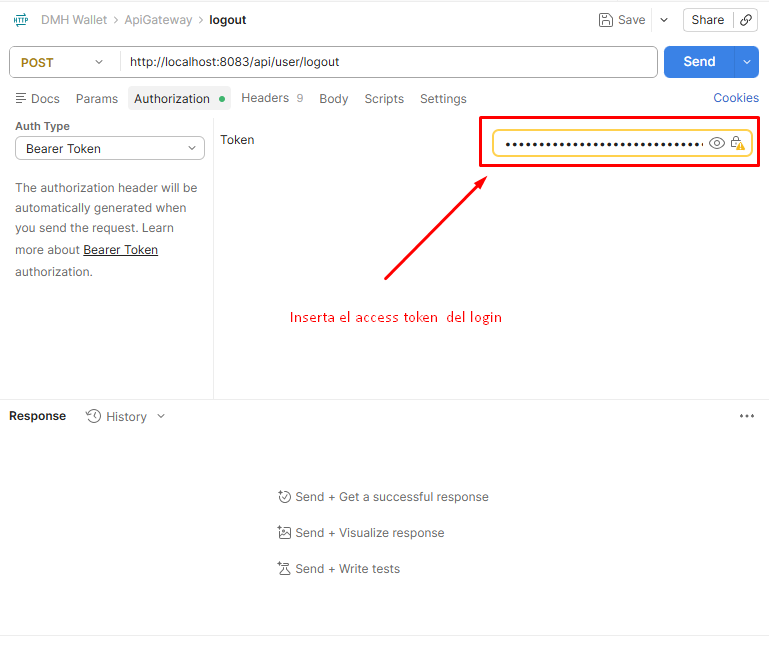 HTTP DMH Wallet > ApiGateway > logout Save Share
POST http://localhost:8083/api/user/logout Send
Docs Params Authorization Headers 9 Body Scripts Settings Cookies
Auth Type
Bearer Token
The authorization header will be
automatically generated when
you send the request. Learn
more about Bearer Token
authorization.
Token
••••••••••••••••••••••••••••••
Inserta el access token del login
Response History
Send + Get a successful response
Send + Visualize response
Send + Write tests